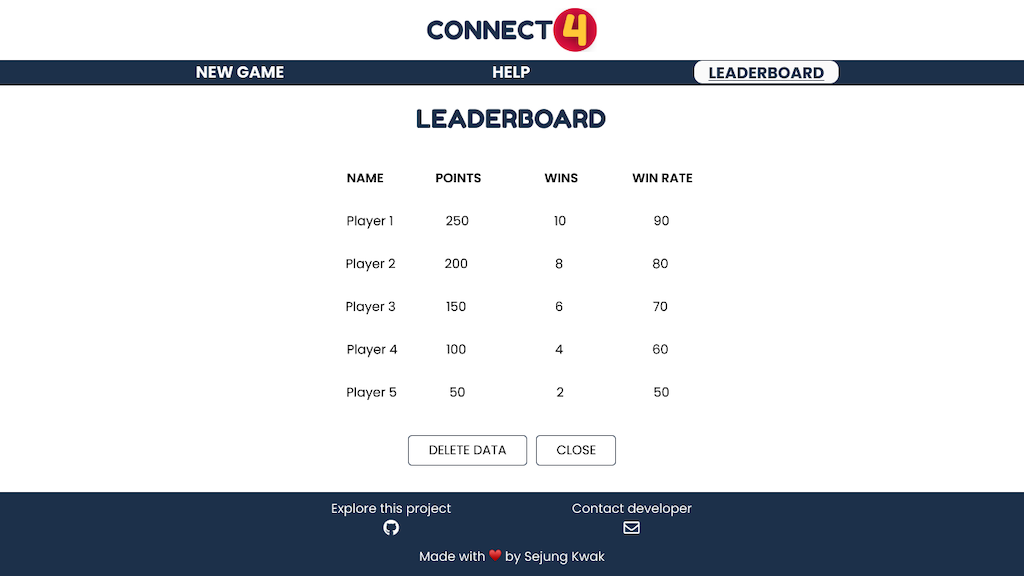 CONNECT4
NEW GAME HELP LEADERBOARD
LEADERBOARD
NAME POINTS WINS WIN RATE
Player 1 250 10 90
Player 2 200 8 80
Player 3 150 6 70
Player 4 100 4 60
Player 5 50 2 50
DELETE DATA CLOSE
Explore this project Contact developer
Made with ❤️ by Sejung Kwak